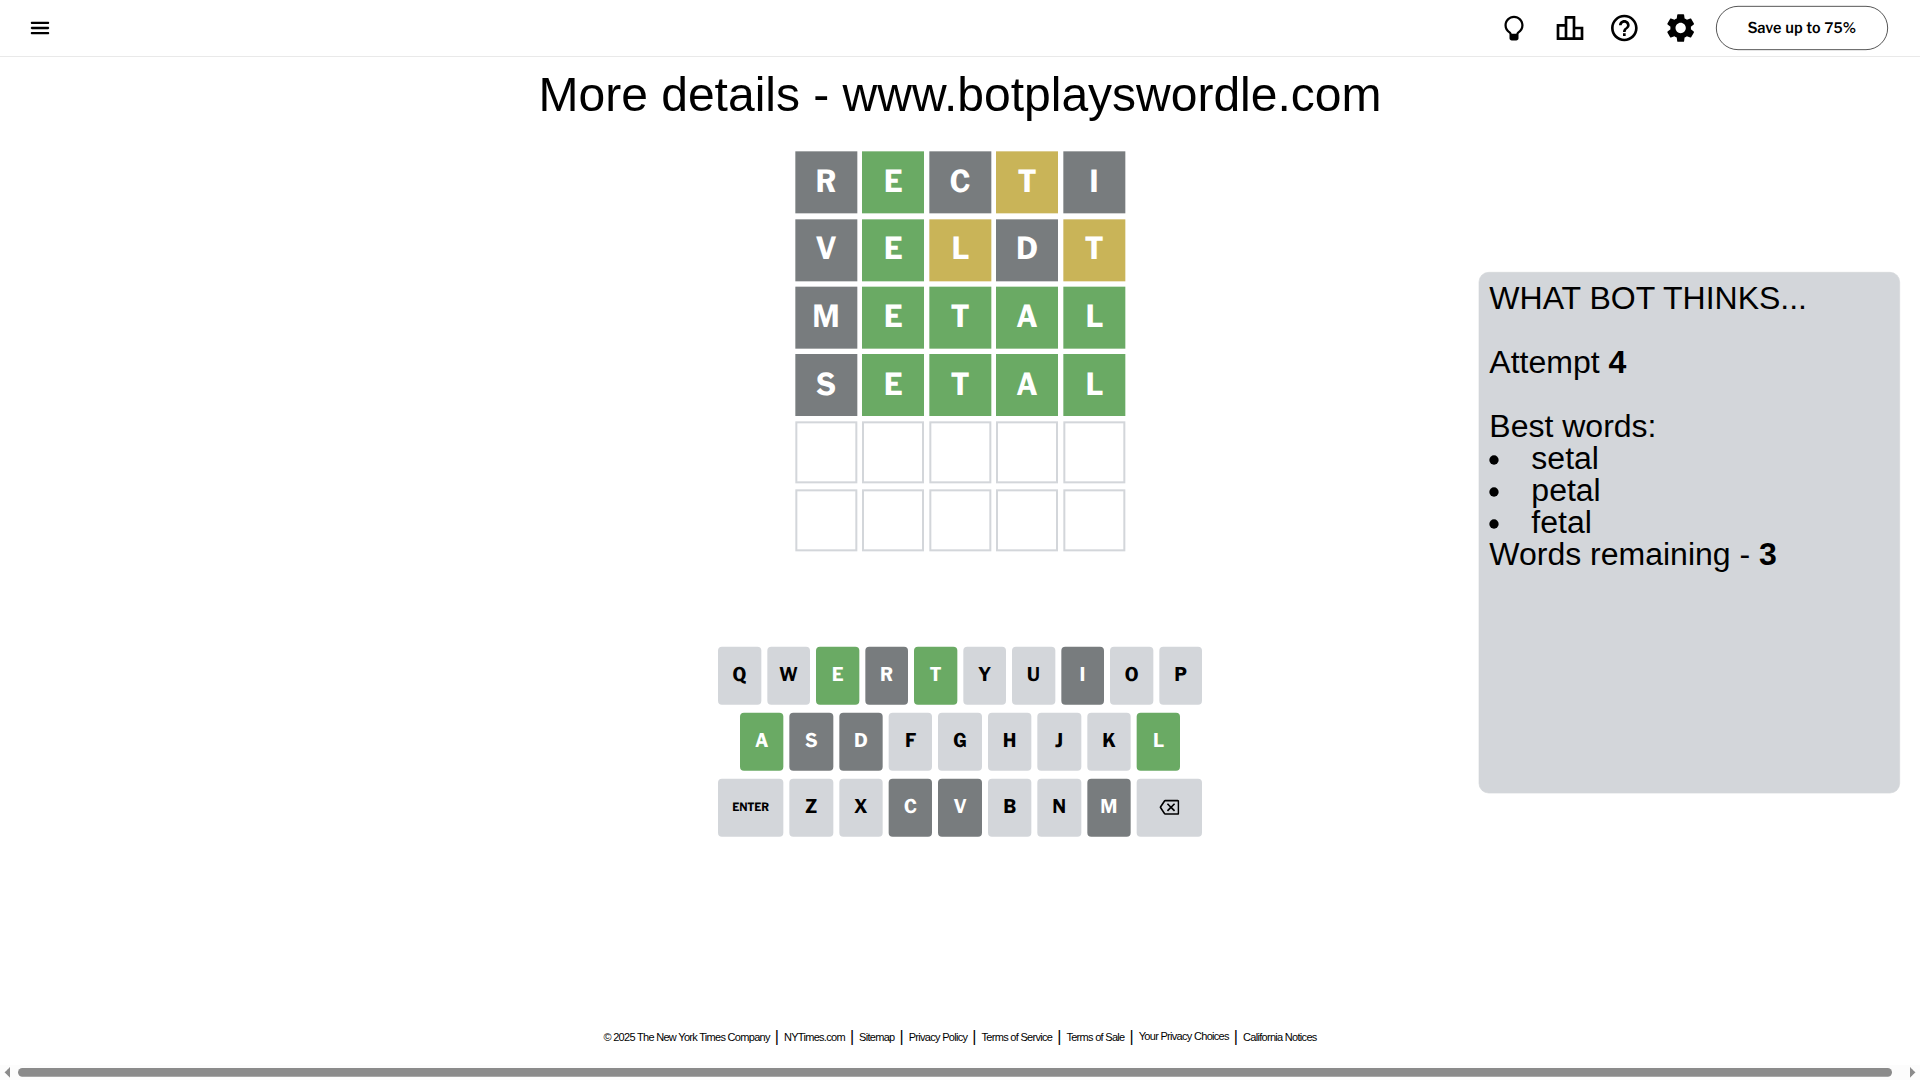 Save up to 75%
More details - www.botplayswordle.com
R E C T I
V E L D T
M E T A L
S E T A L
WHAT BOT THINKS...
Attempt 4
Best words:
• setal
• petal
• fetal
Words remaining - 3
Q W E R T Y U I O P
A S D F G H J K L
ENTER Z X C V B N M
© 2025 The New York Times Company | NYTimes.com | Sitemap | Privacy Policy | Terms of Service | Terms of Sale | Your Privacy Choices | California Notices